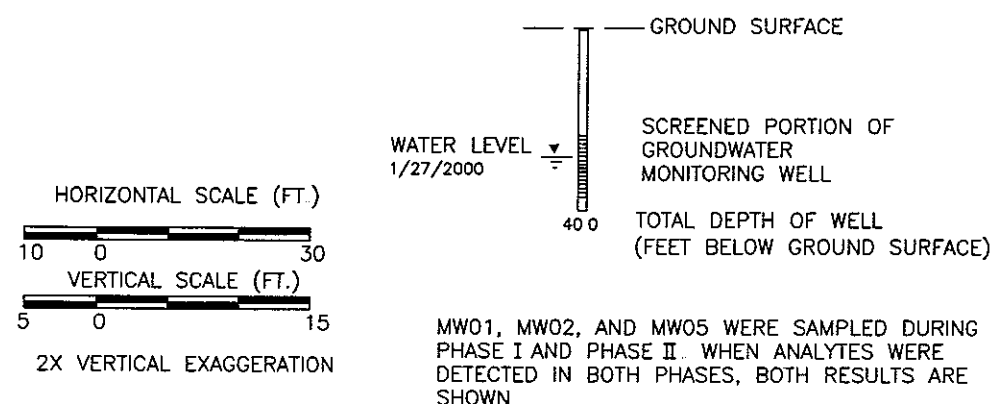 GROUND SURFACE
WATER LEVEL
1/27/2000
SCREENED PORTION OF
GROUNDWATER
MONITORING WELL
40 0
TOTAL DEPTH OF WELL
(FEET BELOW GROUND SURFACE)
HORIZONTAL SCALE (FT.)
10 0 30
VERTICAL SCALE (FT.)
5 0 15
2X VERTICAL EXAGGERATION
MW01, MW02, AND MW05 WERE SAMPLED DURING
PHASE I AND PHASE II. WHEN ANALYTES WERE
DETECTED IN BOTH PHASES, BOTH RESULTS ARE
SHOWN